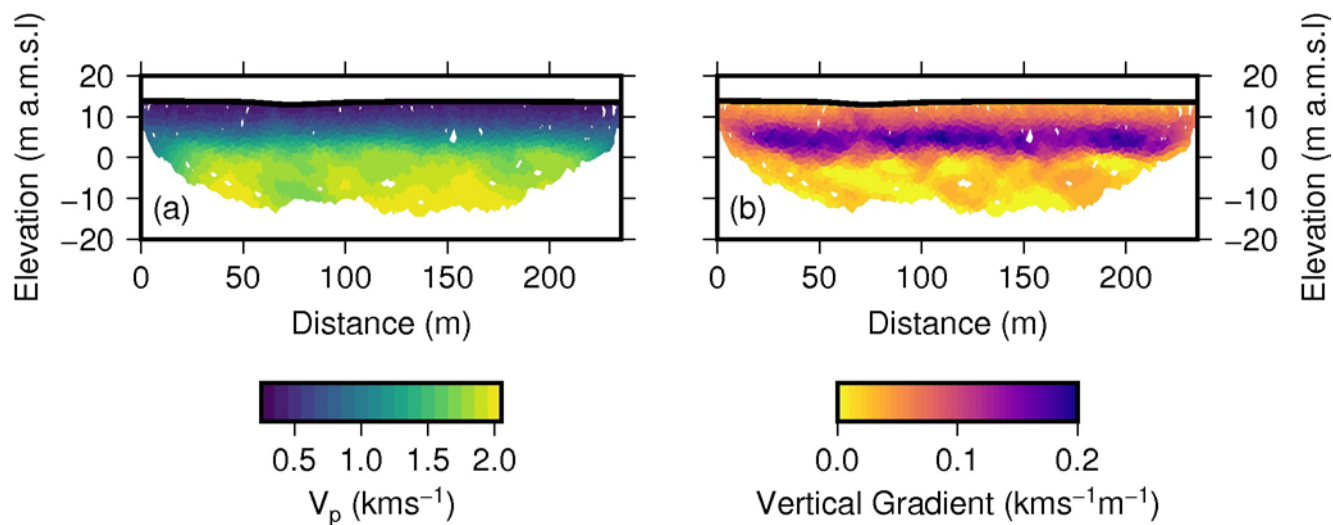 Elevation (m a.m.s.l)
20
10
0
−10
−20
(a)
0 50 100 150 200
Distance (m)
0.5 1.0 1.5 2.0
Vₚ (kms⁻¹)
(b)
0 50 100 150 200
Distance (m)
20
10
0
−10
−20
Elevation (m a.m.s.l)
0.0 0.1 0.2
Vertical Gradient (kms⁻¹m⁻¹)